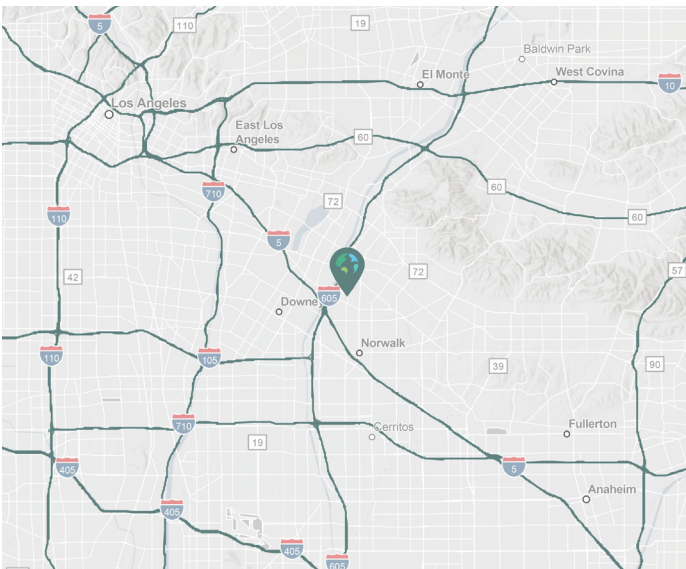 5
110
19
Baldwin Park
El Monte
West Covina
10
Los Angeles
East Los
Angeles
60
710
60
72
110
60
5
42
72
57
605
Downe
Norwalk
110
105
39
90
710
Cerritos
Fullerton
19
405
5
Anaheim
405
405
605